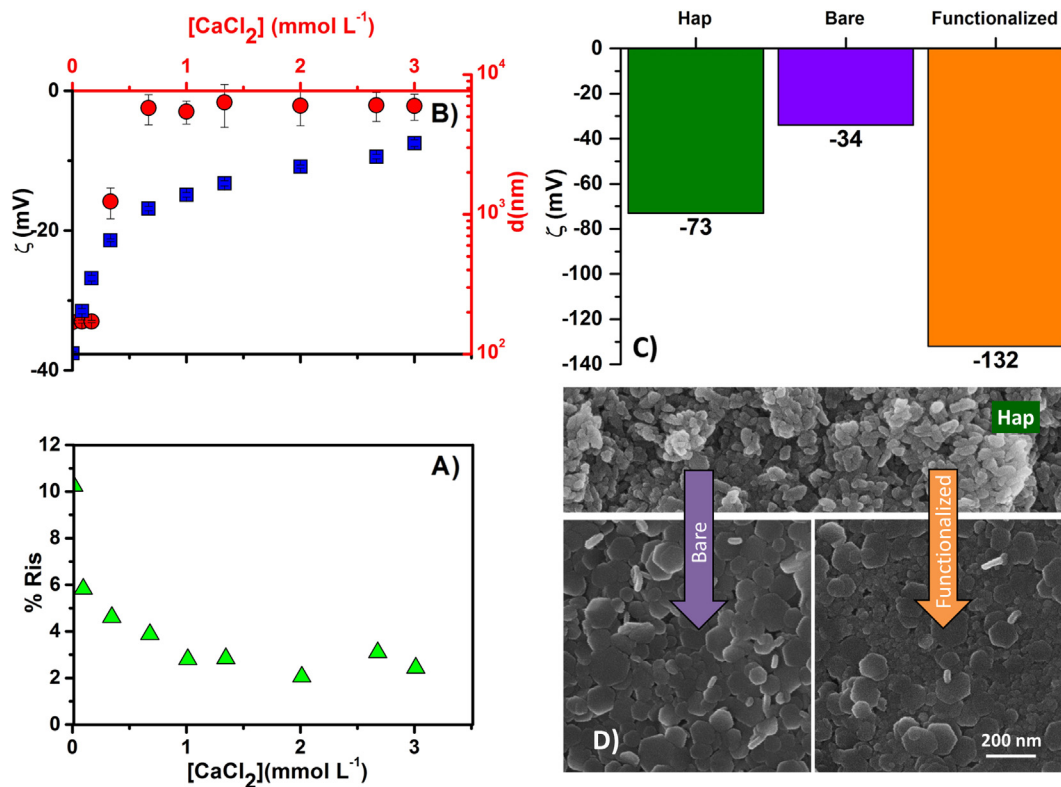 [CaCl2] (mmol L-1)
0 1 2 3
0
-20
-40
ζ (mV)
B)
10^4
10^3
10^2
d(nm)
Hap Bare Functionalized
0
-20
-40
-60
-80
-100
-120
-140
ζ (mV)
-34
-73
-132
C)
A)
12
10
8
6
4
2
0
% Ris
0 1 2 3
[CaCl2](mmol L-1)
Hap
Bare
Functionalized
D)
200 nm